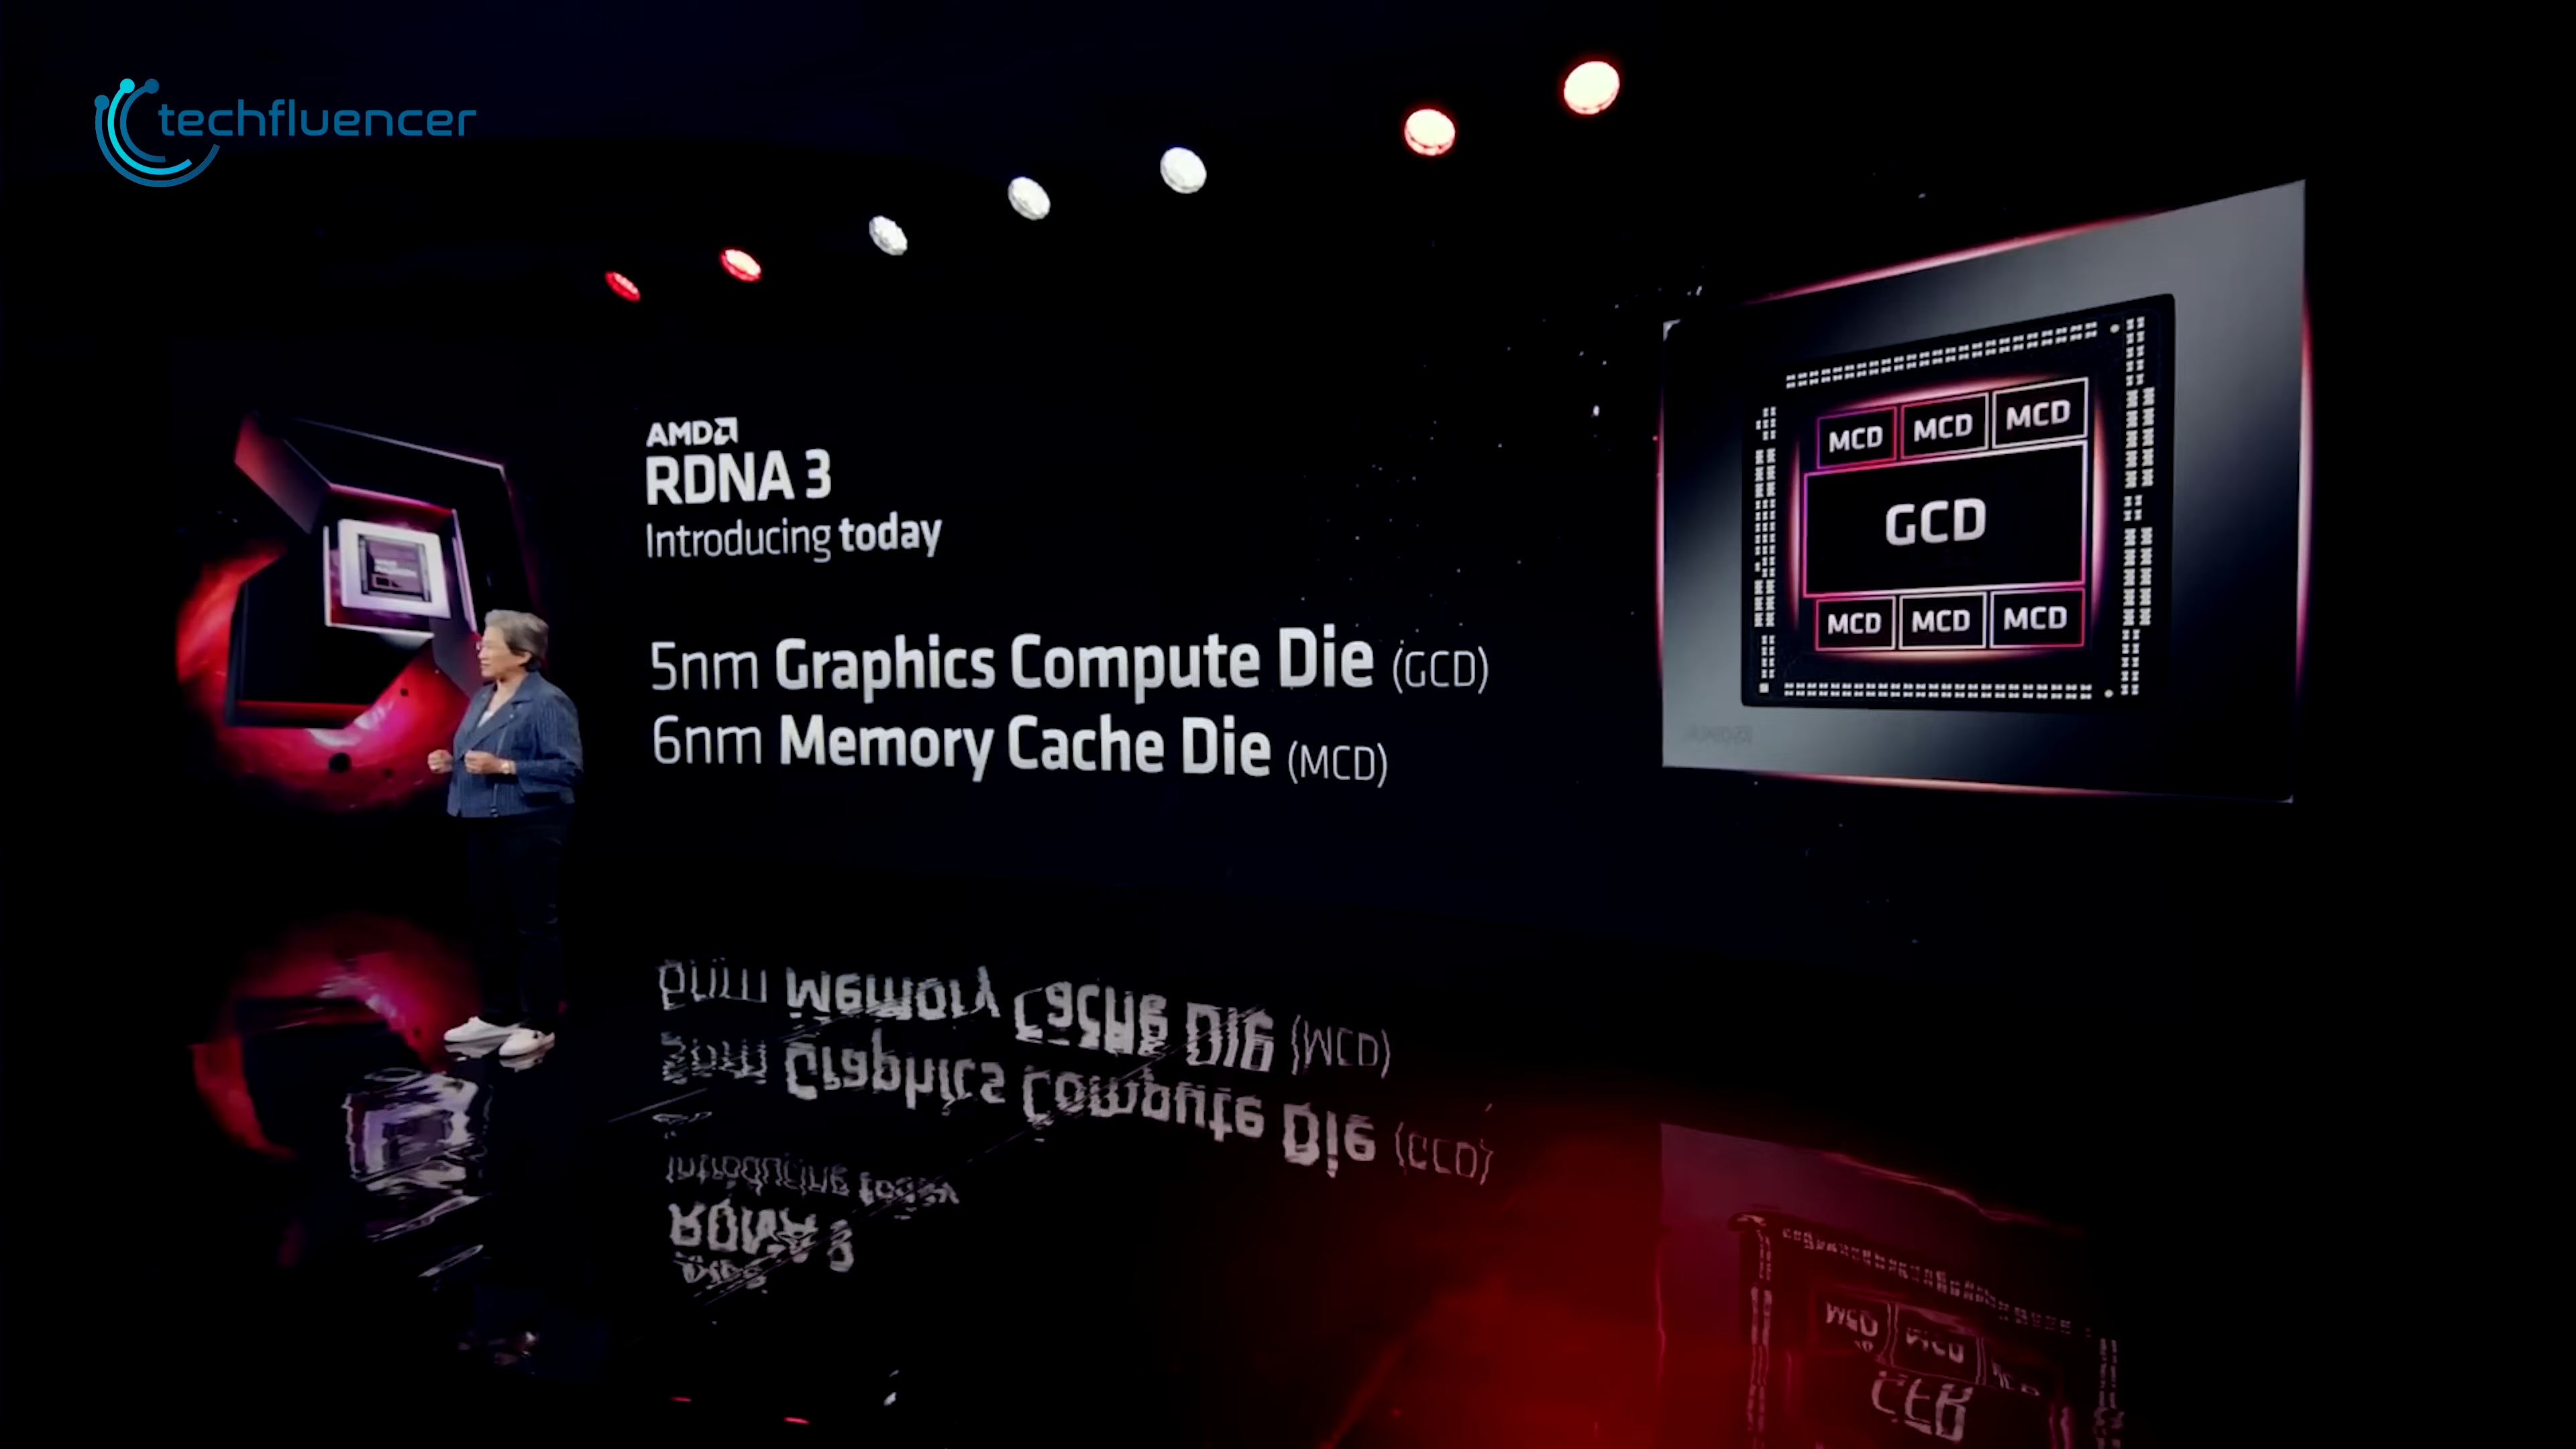 techfluencer
AMD
RDNA 3
Introducing today
5nm Graphics Compute Die (GCD)
6nm Memory Cache Die (MCD)
MCD MCD MCD
GCD
MCD MCD MCD